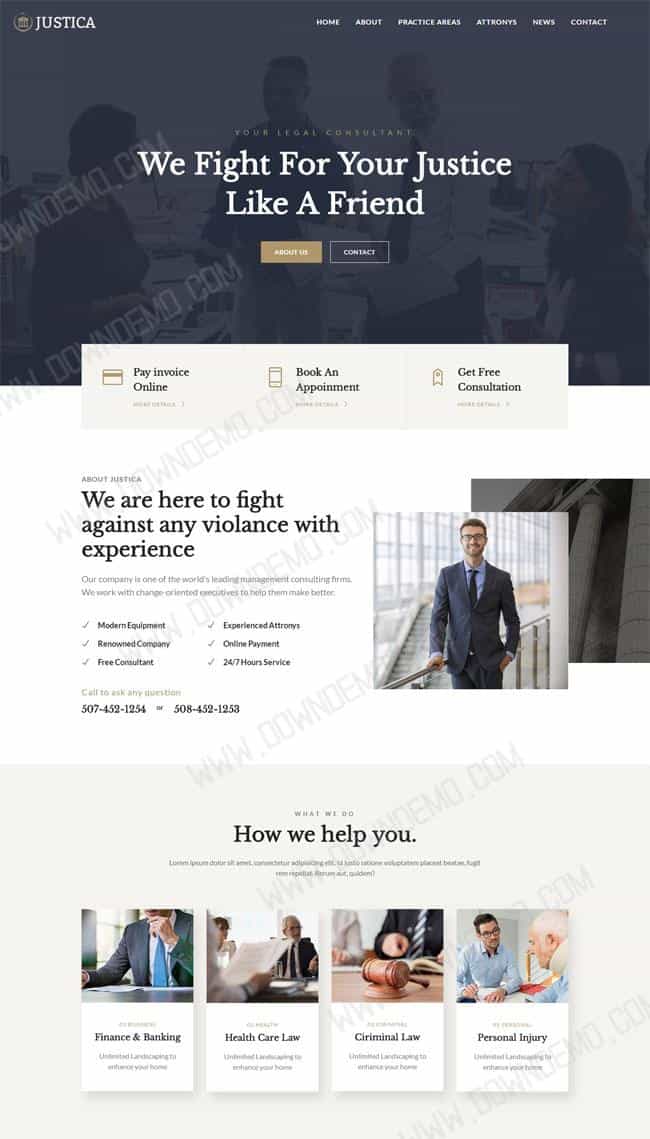 JUSTICA
HOME ABOUT PRACTICE AREAS ATTRONYS NEWS CONTACT
YOUR LEGAL CONSULTANT
We Fight For Your Justice
Like A Friend
ABOUT US CONTACT
Pay invoice
Online
MORE DETAILS
Book An
Appoinment
MORE DETAILS
Get Free
Consultation
MORE DETAILS
ABOUT JUSTICA
We are here to fight
against any violance with
experience
Our company is one of the world's leading management consulting firms.
We work with change-oriented executives to help them make better.
Modern Equipment Experienced Attronys
Renowned Company Online Payment
Free Consultant 24/7 Hours Service
Call to ask any question
507-452-1254 or 508-452-1253
WHAT WE DO
How we help you.
Lorem ipsum dolor sit amet, consectetur adipisicing elit. Id justo ratione voluptatem placeat beatae, fugit
rem repellat. Rerum aut, quidem?
BUSINESS
Finance & Banking
Unlimited Landscaping to
enhance your home
HEALTH
Health Care Law
Unlimited Landscaping to
enhance your home
Ciriminal Law
Unlimited Landscaping to
enhance your home
PERSONAL
Personal Injury
Unlimited Landscaping to
enhance your home
WWW.DOWNDEMO.COM